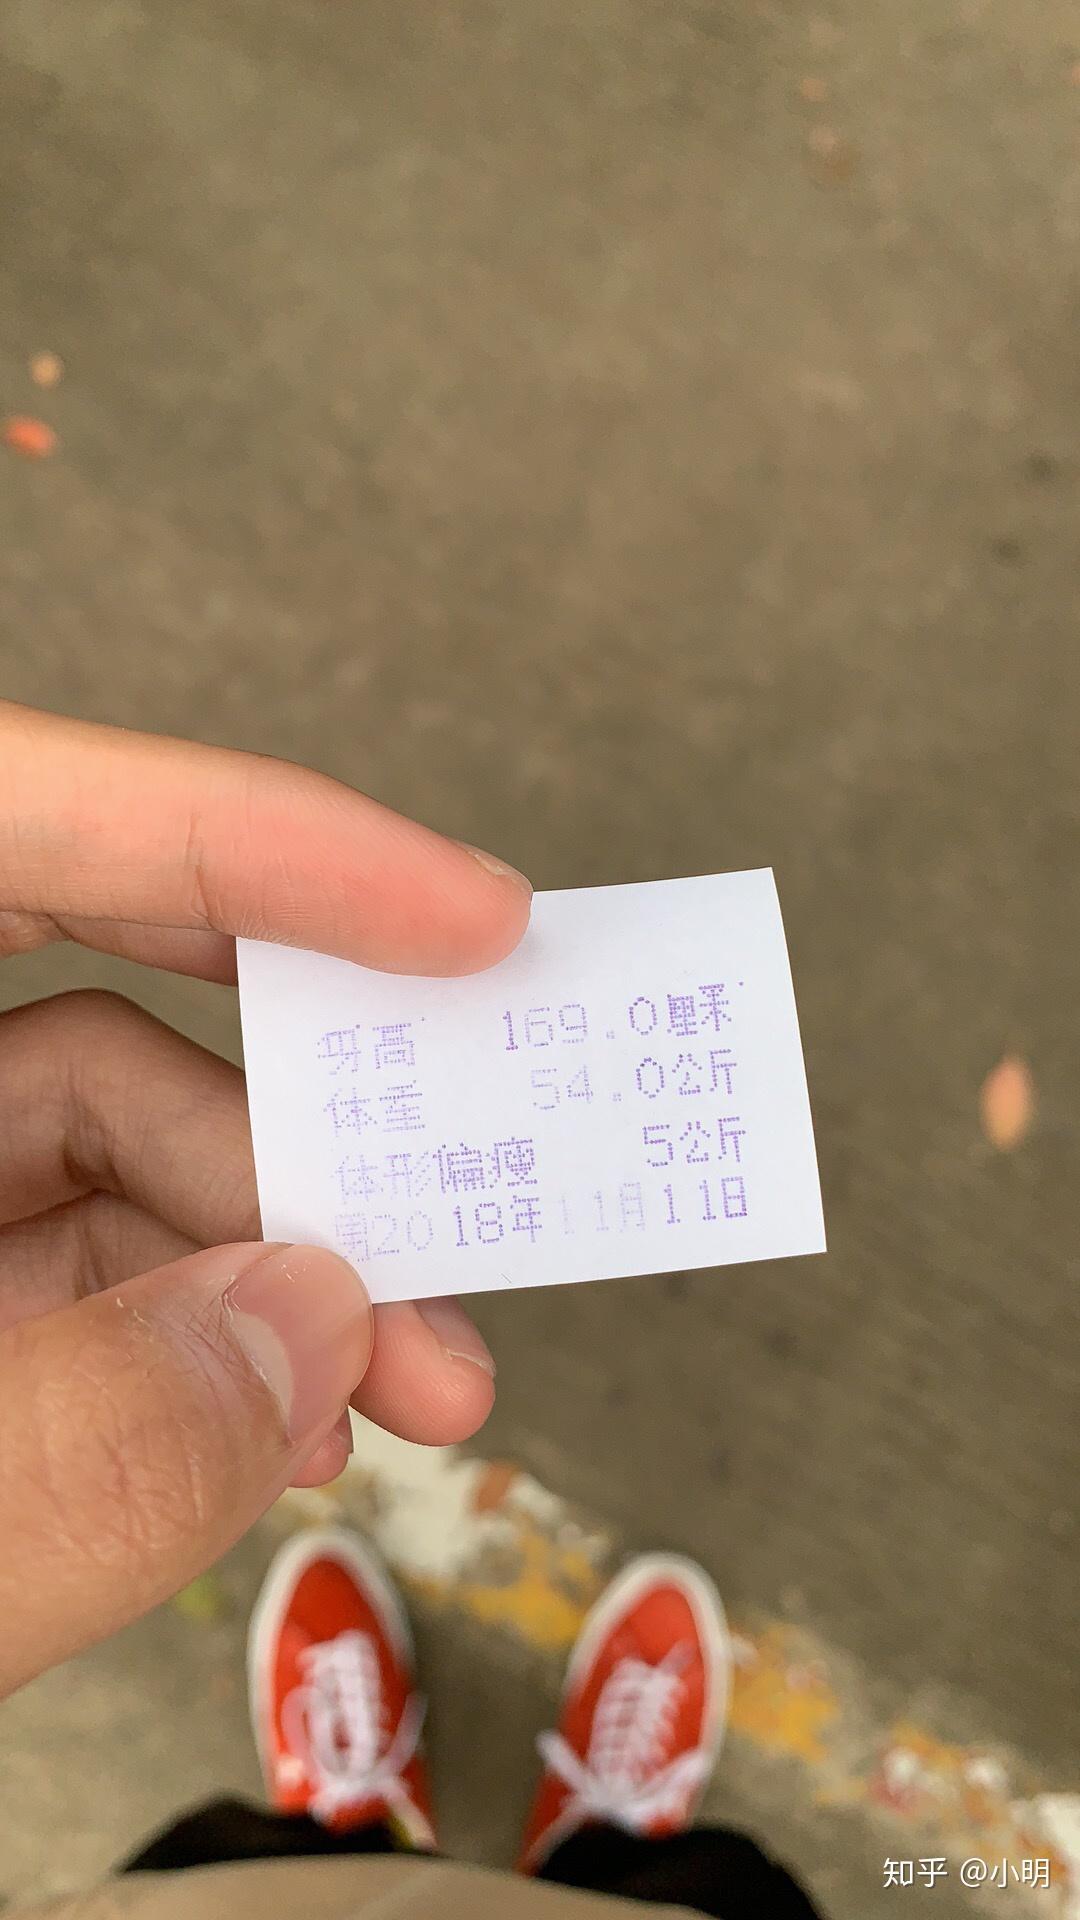 身高 169.0厘米
体重 54.0公斤
体形偏瘦 5公斤
期2018年11月11日
知乎 @小明